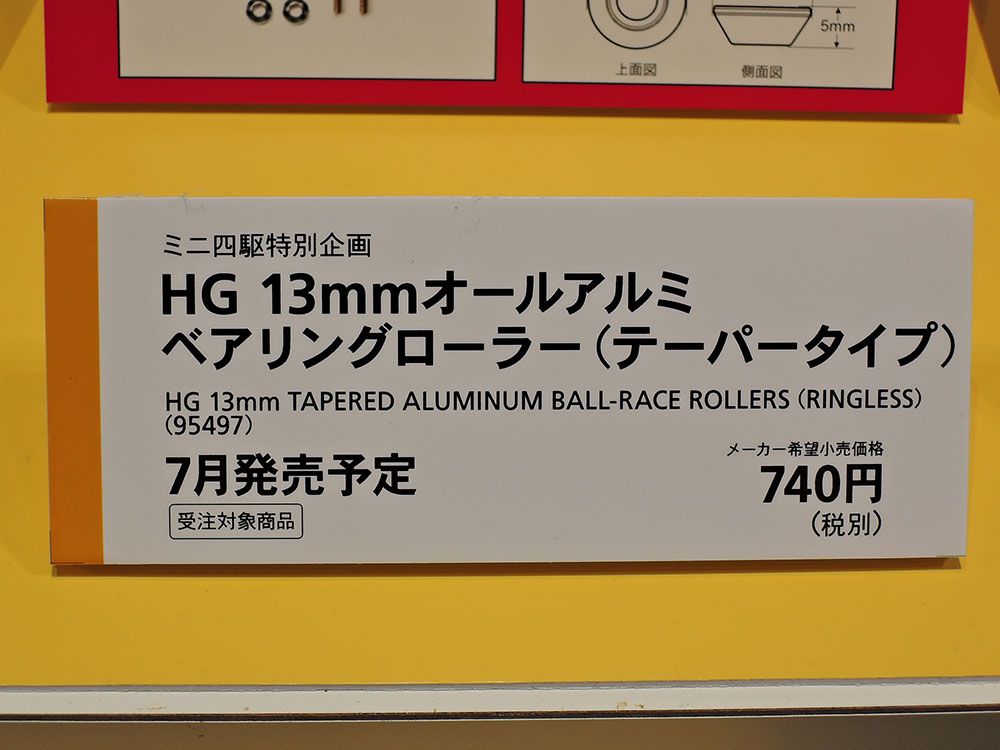 5mm
上面図
側面図
ミニ四駆特別企画
HG 13mmオールアルミ
ベアリングローラー（テーパータイプ）
HG 13mm TAPERED ALUMINUM BALL-RACE ROLLERS (RINGLESS)
(95497)
7月発売予定
受注対象商品
メーカー希望小売価格
740円
（税別）